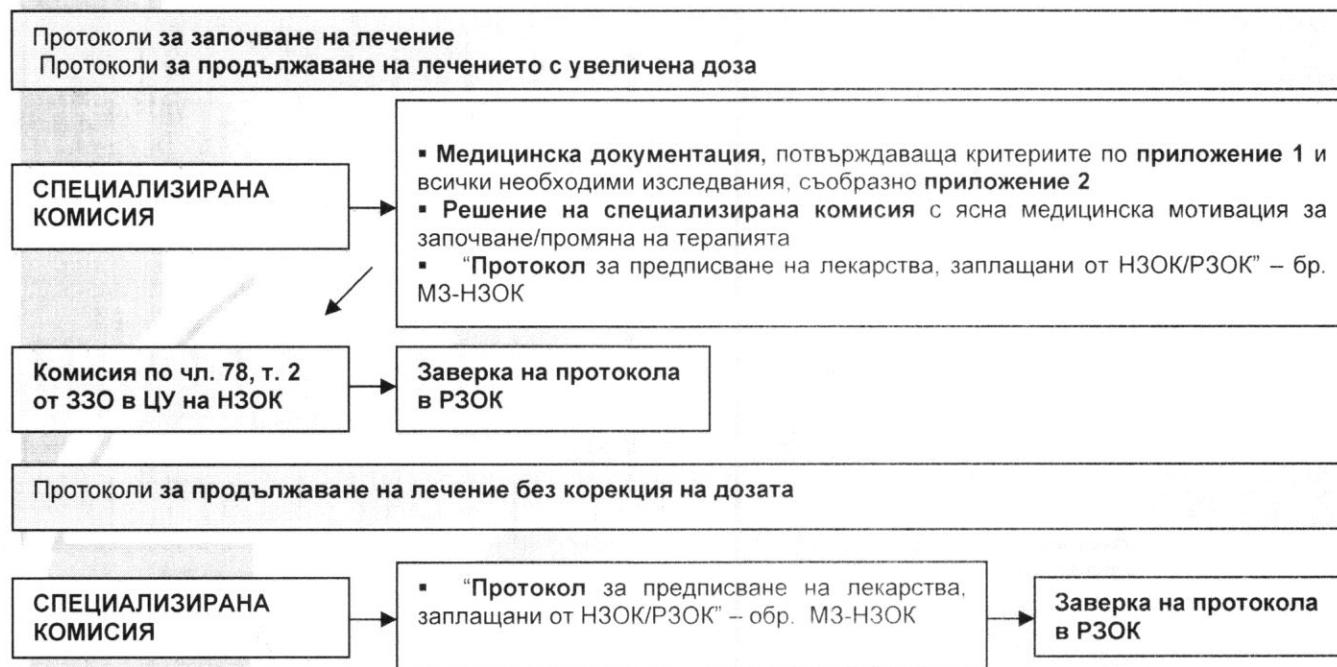 Протоколи за започване на лечение
Протоколи за продължаване на лечението с увеличена доза
СПЕЦИАЛИЗИРАНА
КОМИСИЯ
▪ Медицинска документация, потвърждаваща критериите по приложение 1 и
всички необходими изследвания, съобразно приложение 2
▪ Решение на специализирана комисия с ясна медицинска мотивация за
започване/промяна на терапията
▪ “Протокол за предписване на лекарства, заплащани от НЗОК/РЗОК” – бр.
МЗ-НЗОК
Комисия по чл. 78, т. 2
от ЗЗО в ЦУ на НЗОК
Заверка на протокола
в РЗОК
Протоколи за продължаване на лечение без корекция на дозата
СПЕЦИАЛИЗИРАНА
КОМИСИЯ
▪ “Протокол за предписване на лекарства,
заплащани от НЗОК/РЗОК” – обр. МЗ-НЗОК
Заверка на протокола
в РЗОК